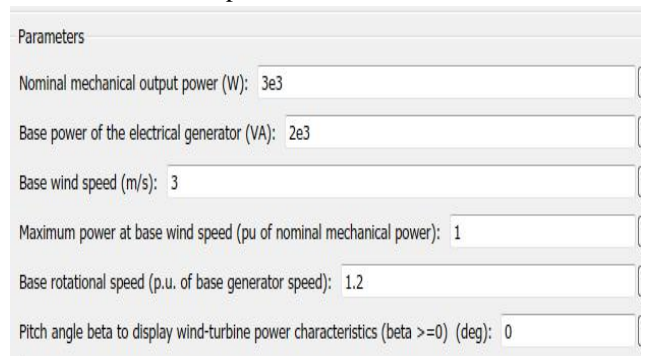 Parameters
Nominal mechanical output power (W): 3e3
Base power of the electrical generator (VA): 2e3
Base wind speed (m/s): 3
Maximum power at base wind speed (pu of nominal mechanical power): 1
Base rotational speed (p.u. of base generator speed): 1.2
Pitch angle beta to display wind-turbine power characteristics (beta >=0) (deg): 0